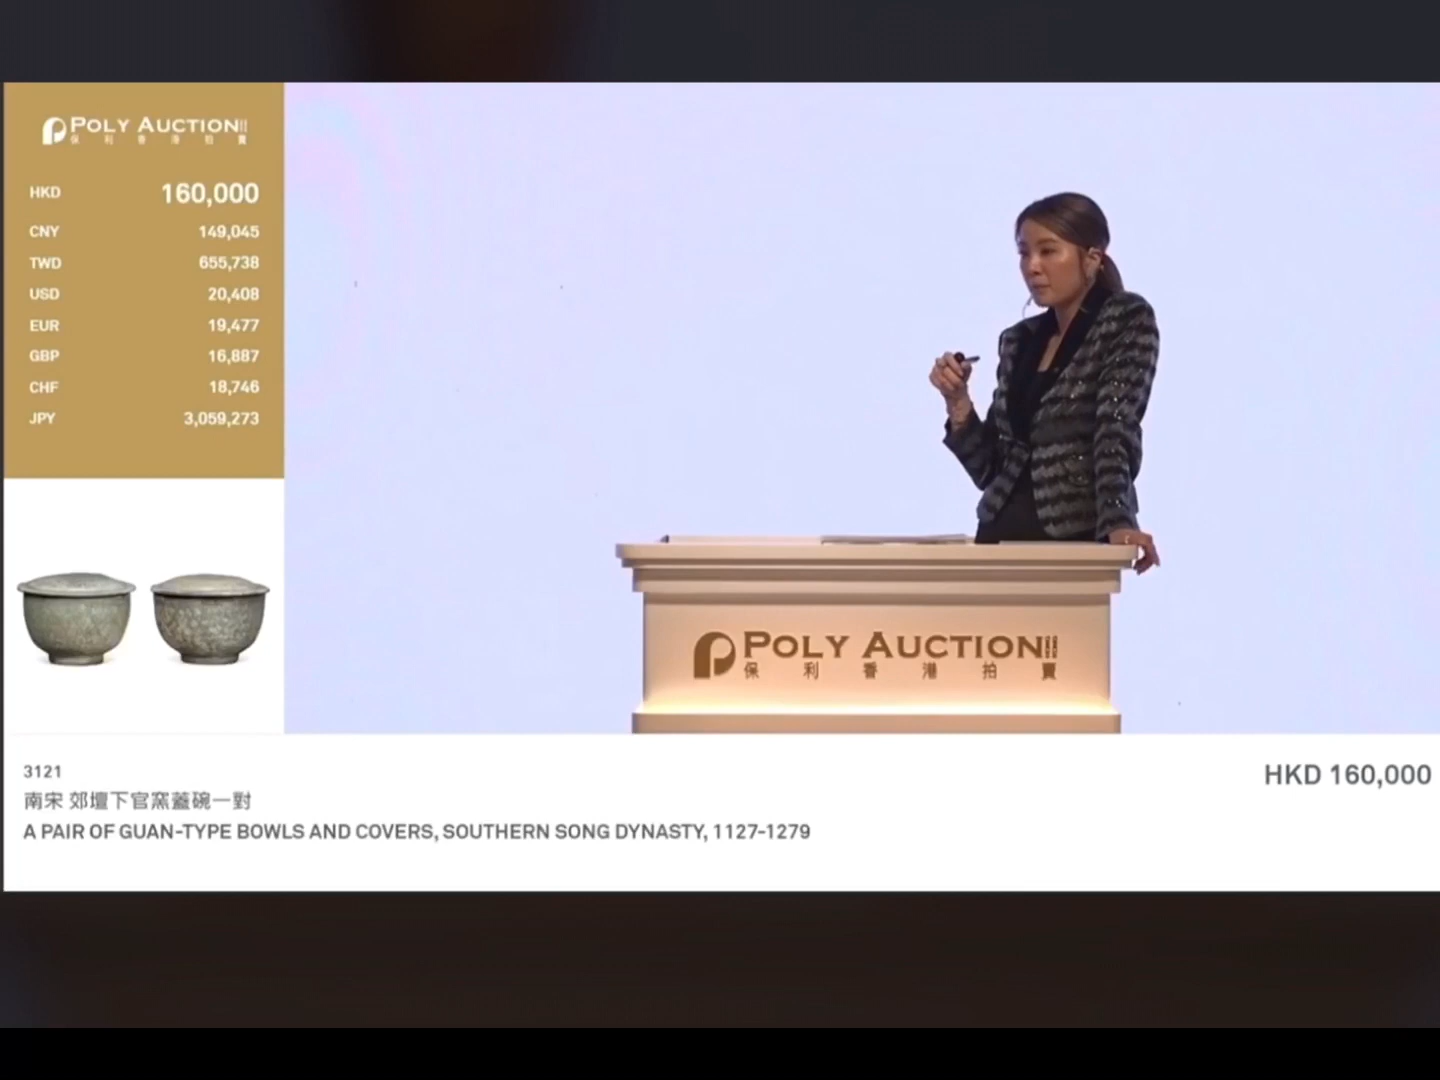 POLY AUCTION
保利香港拍賣
HKD 160,000
CNY 149,045
TWD 655,738
USD 20,408
EUR 19,477
GBP 16,887
CHF 18,746
JPY 3,059,273
POLY AUCTION
保利香港拍賣
3121
HKD 160,000
南宋 郊壇下官窯蓋碗一對
A PAIR OF GUAN-TYPE BOWLS AND COVERS, SOUTHERN SONG DYNASTY, 1127-1279